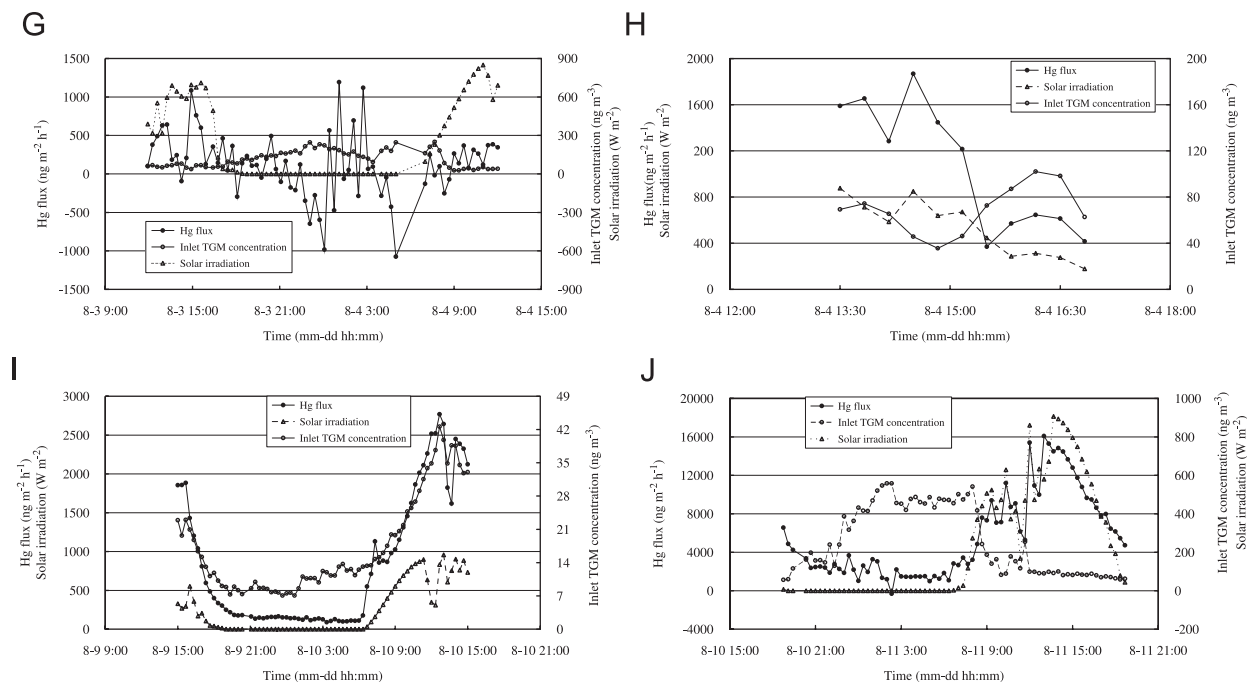 G
1500
1000
500
0
-500
-1000
-1500
900
600
300
0
-300
-600
-900
Hg flux (ng m-2 h-1)
Inlet TGM concentration (ng m-3)
Solar irradiation (W m-2)
Hg flux
Inlet TGM concentration
Solar irradiation
8-3 9:00 8-3 15:00 8-3 21:00 8-4 3:00 8-4 9:00 8-4 15:00
Time (mm-dd hh:mm)
H
2000
1600
1200
800
400
0
200
160
120
80
40
0
Hg flux(ng m-2 h-1)
Solar irradiation (W m-2)
Inlet TGM concentration (ng m-3)
Hg flux
Solar irradiation
Inlet TGM concentration
8-4 12:00 8-4 13:30 8-4 15:00 8-4 16:30 8-4 18:00
Time (mm-dd hh:mm)
I
3000
2500
2000
1500
1000
500
0
49
42
35
28
21
14
7
0
Hg flux (ng m-2 h-1)
Solar irradiation (W m-2)
Inlet TGM concentration (ng m-3)
Hg flux
Solar irradiation
Inlet TGM concentration
8-9 9:00 8-9 15:00 8-9 21:00 8-10 3:00 8-10 9:00 8-10 15:00 8-10 21:00
Time (mm-dd hh:mm)
J
20000
16000
12000
8000
4000
0
-4000
1000
800
600
400
200
0
-200
Hg flux (ng m-2 h-1)
Inlet TGM concentration (ng m-3)
Solar irradiation (W m-2)
Hg flux
Inlet TGM concentration
Solar irradiation
8-10 15:00 8-10 21:00 8-11 3:00 8-11 9:00 8-11 15:00 8-11 21:00
Time (mm-dd hh:mm)